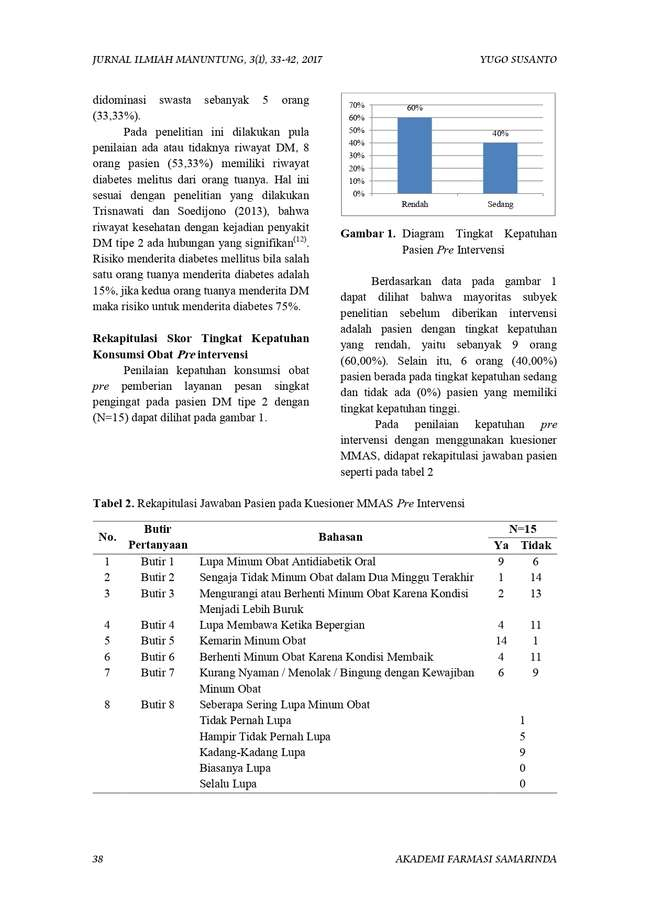 JURNAL ILMIAH MANUNTUNG, 3(1), 33-42, 2017 YUGO SUSANTO
didominasi swasta sebanyak 5 orang
(33,33%).
Pada penelitian ini dilakukan pula
penilaian ada atau tidaknya riwayat DM, 8
orang pasien (53,33%) memiliki riwayat
diabetes melitus dari orang tuanya. Hal ini
sesuai dengan penelitian yang dilakukan
Trisnawati dan Soedijono (2013), bahwa
riwayat kesehatan dengan kejadian penyakit
DM tipe 2 ada hubungan yang signifikan(12).
Risiko menderita diabetes mellitus bila salah
satu orang tuanya menderita diabetes adalah
15%, jika kedua orang tuanya menderita DM
maka risiko untuk menderita diabetes 75%.
Rekapitulasi Skor Tingkat Kepatuhan
Konsumsi Obat Pre intervensi
Penilaian kepatuhan konsumsi obat
pre pemberian layanan pesan singkat
pengingat pada pasien DM tipe 2 dengan
(N=15) dapat dilihat pada gambar 1.
70%
60%
50%
40%
30%
20%
10%
0%
60%
40%
Rendah Sedang
Gambar 1. Diagram Tingkat Kepatuhan
Pasien Pre Intervensi
Berdasarkan data pada gambar 1
dapat dilihat bahwa mayoritas subyek
penelitian sebelum diberikan intervensi
adalah pasien dengan tingkat kepatuhan
yang rendah, yaitu sebanyak 9 orang
(60,00%). Selain itu, 6 orang (40,00%)
pasien berada pada tingkat kepatuhan sedang
dan tidak ada (0%) pasien yang memiliki
tingkat kepatuhan tinggi.
Pada penilaian kepatuhan pre
intervensi dengan menggunakan kuesioner
MMAS, didapat rekapitulasi jawaban pasien
seperti pada tabel 2
Tabel 2. Rekapitulasi Jawaban Pasien pada Kuesioner MMAS Pre Intervensi
No. Butir Pertanyaan Bahasan N=15
Ya Tidak
1 Butir 1 Lupa Minum Obat Antidiabetik Oral 9 6
2 Butir 2 Sengaja Tidak Minum Obat dalam Dua Minggu Terakhir 1 14
3 Butir 3 Mengurangi atau Berhenti Minum Obat Karena Kondisi 2 13
Menjadi Lebih Buruk
4 Butir 4 Lupa Membawa Ketika Bepergian 4 11
5 Butir 5 Kemarin Minum Obat 14 1
6 Butir 6 Berhenti Minum Obat Karena Kondisi Membaik 4 11
7 Butir 7 Kurang Nyaman / Menolak / Bingung dengan Kewajiban 6 9
Minum Obat
8 Butir 8 Seberapa Sering Lupa Minum Obat
Tidak Pernah Lupa 1
Hampir Tidak Pernah Lupa 5
Kadang-Kadang Lupa 9
Biasanya Lupa 0
Selalu Lupa 0
38 AKADEMI FARMASI SAMARINDA